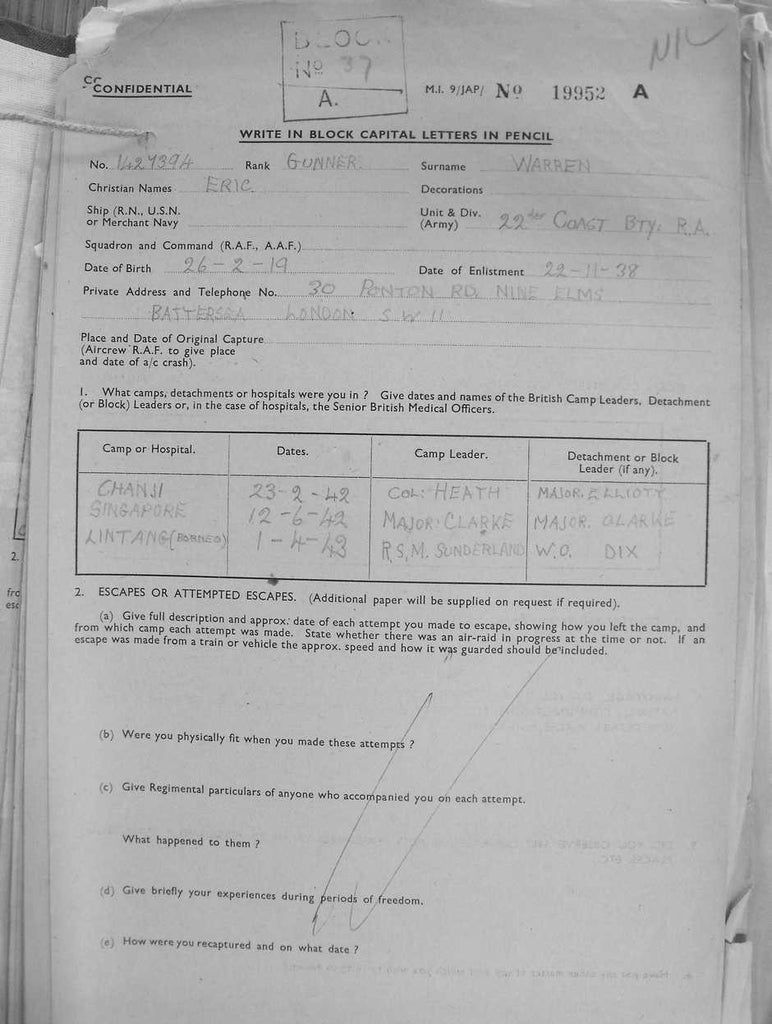 BLOCK
No 37
A.
NIL
CONFIDENTIAL
M.I. 9/JAP/ No 19952 A
WRITE IN BLOCK CAPITAL LETTERS IN PENCIL
No. 1427394 Rank GUNNER. Surname WARREN
Christian Names ERIC. Decorations
Ship (R.N., U.S.N. or Merchant Navy
Unit & Div. (Army) 22 COAST BTY. R.A.
Squadron and Command (R.A.F., A.A.F.)
Date of Birth 26-2-19 Date of Enlistment 22-11-38
Private Address and Telephone No. 30 PONTON RD, NINE ELMS
BATTERSEA LONDON S.W 11.
Place and Date of Original Capture
(Aircrew R.A.F. to give place
and date of a/c crash).
1. What camps, detachments or hospitals were you in ? Give dates and names of the British Camp Leaders, Detachment
(or Block) Leaders or, in the case of hospitals, the Senior British Medical Officers.
Camp or Hospital. Dates. Camp Leader. Detachment or Block Leader (if any).
CHANJI 23-2-42 COL: HEATH MAJOR. ELLIOTT
SINGAPORE 12-6-42 MAJOR: CLARKE MAJOR. CLARKE
LINTANG (BORNEO) 1-4-43 R.S.M. SUNDERLAND W.O. DIX
2.
2. ESCAPES OR ATTEMPTED ESCAPES. (Additional paper will be supplied on request if required).
(a) Give full description and approx. date of each attempt you made to escape, showing how you left the camp, and
from which camp each attempt was made. State whether there was an air-raid in progress at the time or not. If an
escape was made from a train or vehicle the approx. speed and how it was guarded should be included.
(b) Were you physically fit when you made these attempts ?
(c) Give Regimental particulars of anyone who accompanied you on each attempt.
What happened to them ?
(d) Give briefly your experiences during periods of freedom.
(e) How were you recaptured and on what date ?